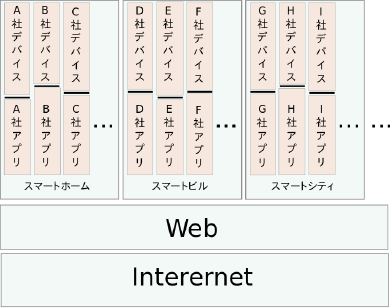 A社デバイス
B社デバイス
C社デバイス
A社アプリ
B社アプリ
C社アプリ
...
スマートホーム
D社デバイス
E社デバイス
F社デバイス
D社アプリ
E社アプリ
F社アプリ
...
スマートビル
G社デバイス
H社デバイス
I社デバイス
G社アプリ
H社アプリ
I社アプリ
...
スマートシティ
...
Web
Interernet